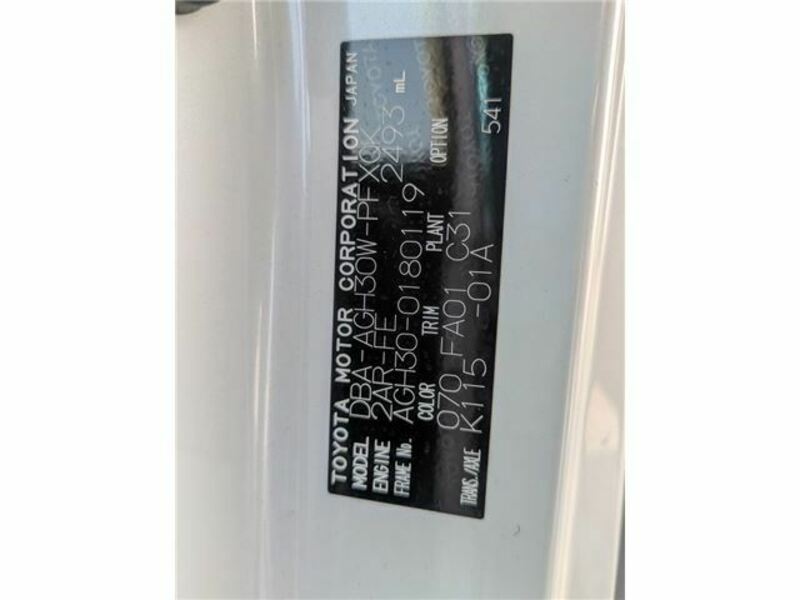 TOYOTA MOTOR CORPORATION JAPAN
MODEL DBA-AGH30W-PFXQK
ENGINE 2AR-FE 2493 mL
FRAME No. AGH30-0180119
COLOR TRIM PLANT OPTION
070 FA01 C31 541
TRANS./AXLE K115 -01A